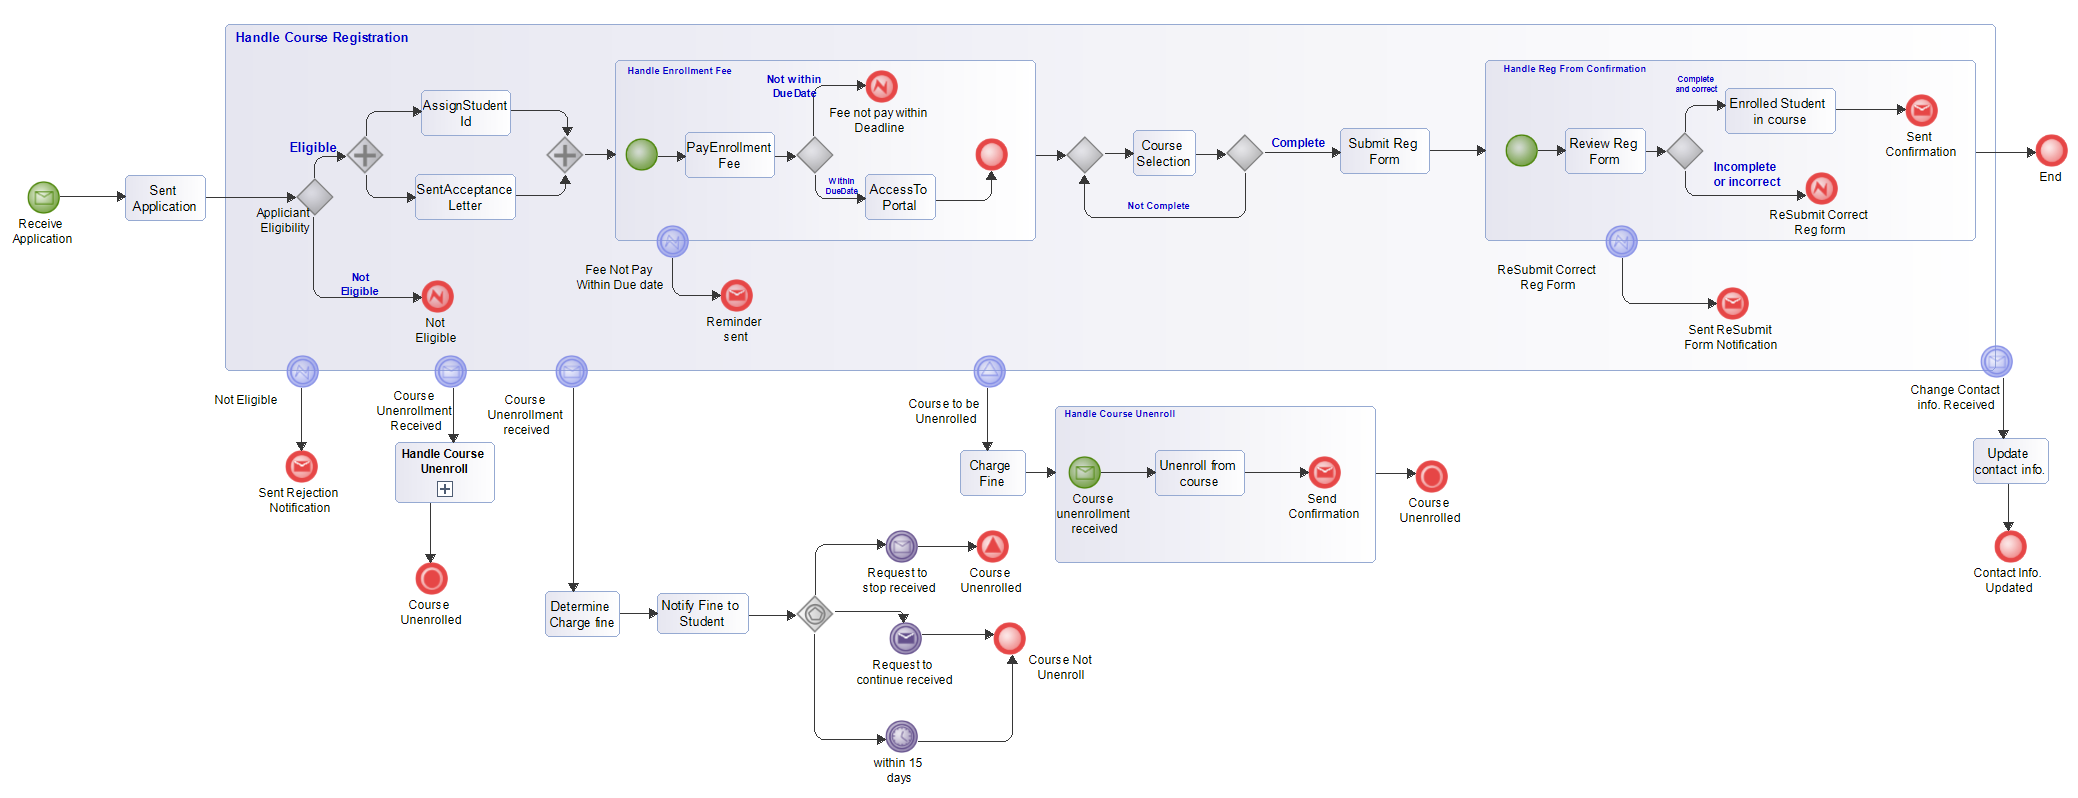 Handle Course Registration
Receive
Application
Sent
Application
Appliciant
Eligibility
Eligible
Not
Eligible
AssignStudent
Id
SentAcceptance
Letter
Not
Eligible
Handle Enrollment Fee
PayEnrollment
Fee
Not within
DueDate
Fee not pay within
Deadline
Within
DueDate
AccessTo
Portal
Fee Not Pay
Within Due date
Reminder
sent
Course
Selection
Complete
Not Complete
Submit Reg
Form
Handle Reg From Confirmation
Review Reg
Form
Complete
and correct
Enrolled Student
in course
Sent
Confirmation
Incomplete
or incorrect
ReSubmit Correct
Reg form
ReSubmit Correct
Reg Form
Sent ReSubmit
Form Notification
End
Not Eligible
Sent Rejection
Notification
Course
Unenrollment
Received
Handle Course
Unenroll
Course
Unenrolled
Course
Unenrollment
received
Determine
Charge fine
Notify Fine to
Student
Request to
stop received
Course
Unenrolled
Request to
continue received
Course Not
Unenroll
within 15
days
Course to be
Unenrolled
Charge
Fine
Handle Course Unenroll
Course
unenrollment
received
Unenroll from
course
Send
Confirmation
Course
Unenrolled
Change Contact
info. Received
Update
contact info.
Contact Info.
Updated